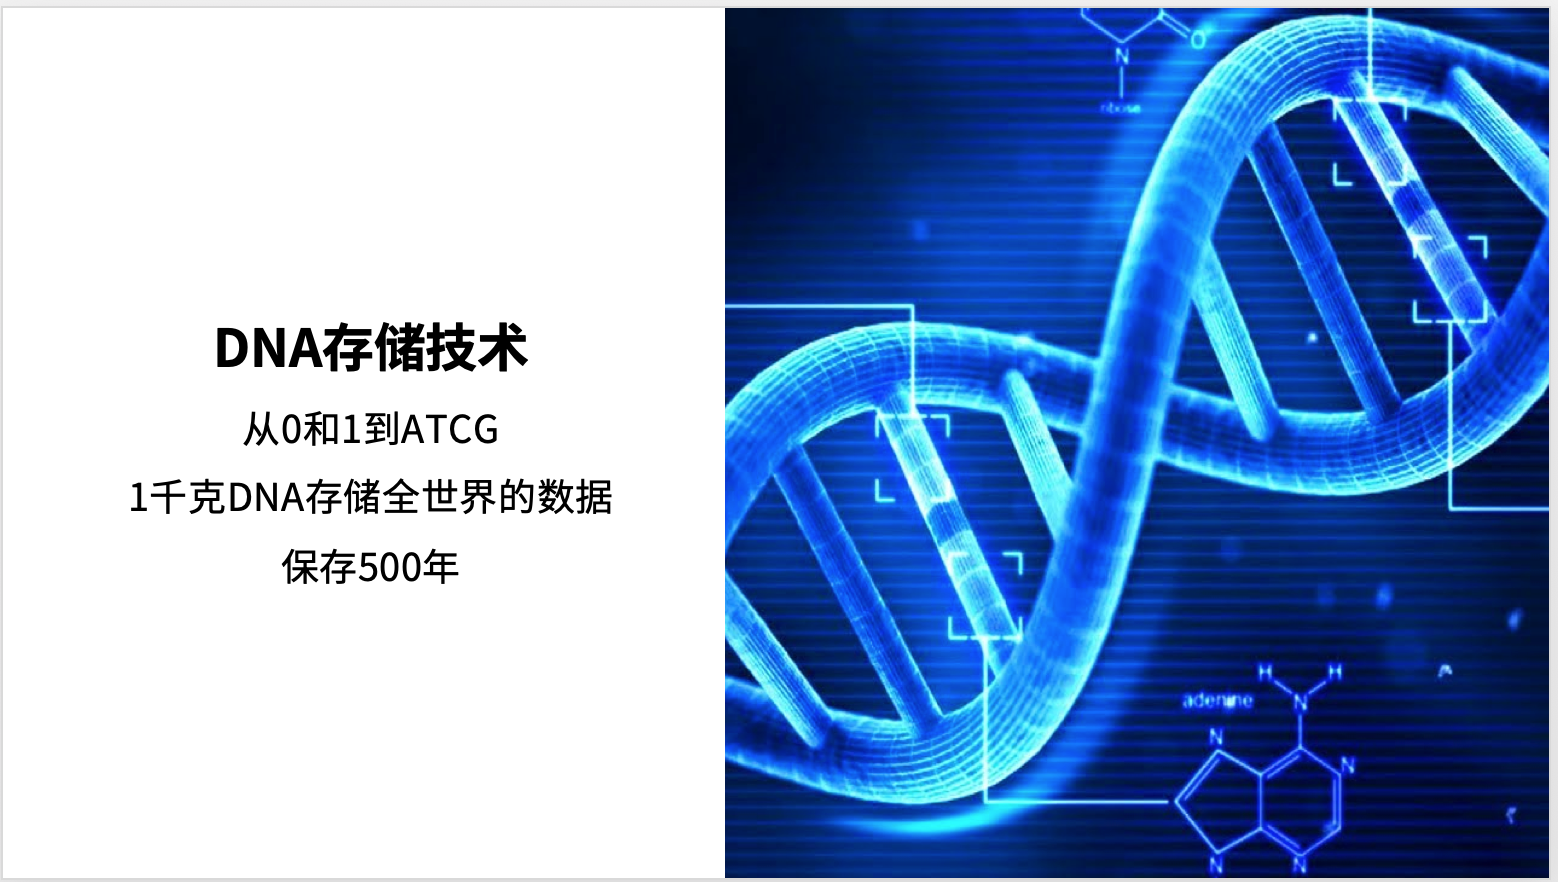 DNA存储技术
从0和1到ATCG
1千克DNA存储全世界的数据
保存500年
O
N
ribose
H H
adenine N
N
N
N N